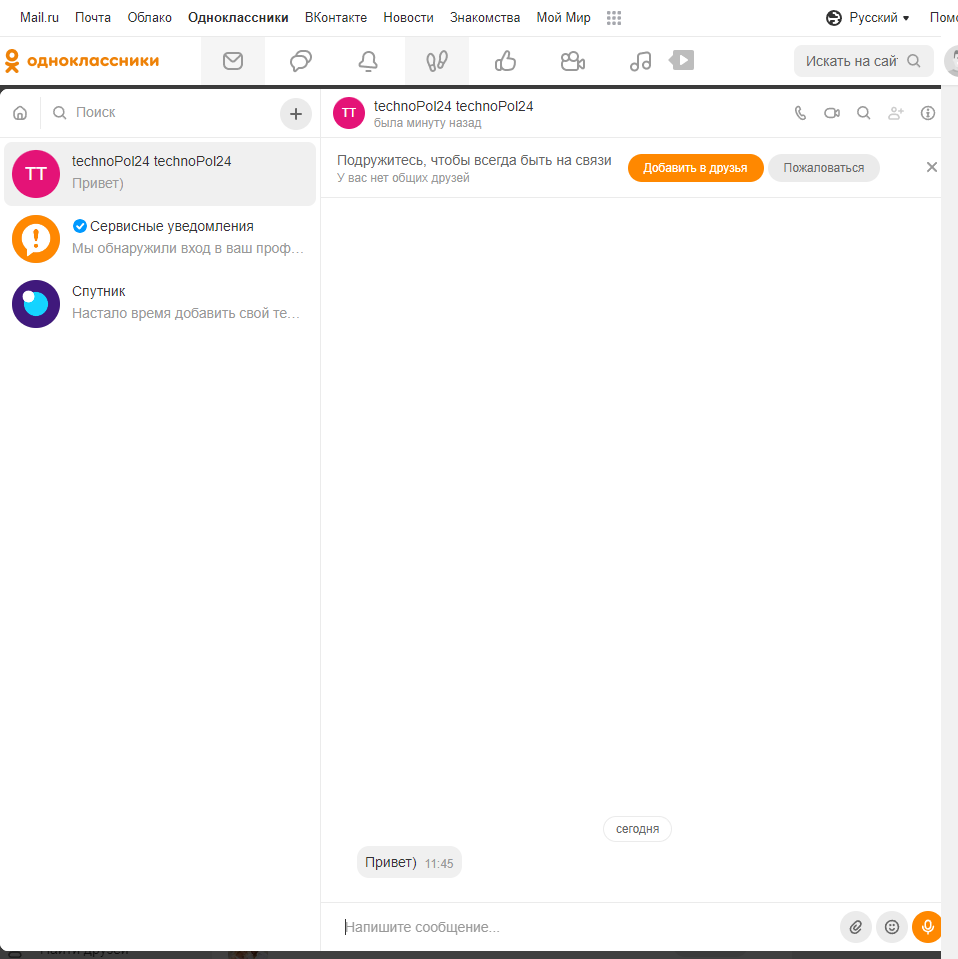 Mail.ru Почта Облако Одноклассники ВКонтакте Новости Знакомства Мой Мир Русский
одноклассники Искать на сай
Поиск
technoPol24 technoPol24
Привет)
Сервисные уведомления
Мы обнаружили вход в ваш проф…
Спутник
Настало время добавить свой те…
TT
TT
technoPol24 technoPol24
была минуту назад
Подружитесь, чтобы всегда быть на связи
У вас нет общих друзей
Добавить в друзья
Пожаловаться
сегодня
Привет) 11:45
Напишите сообщение...